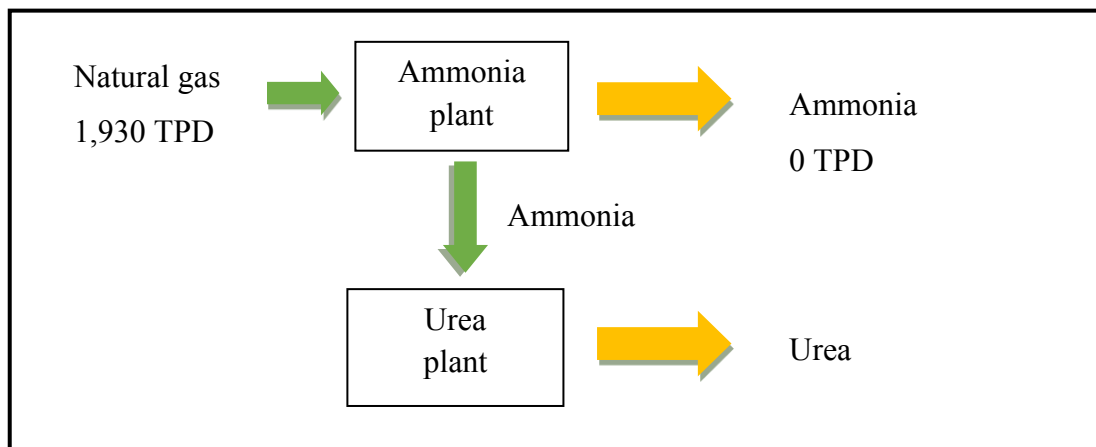 Natural gas
1,930 TPD
Ammonia
plant
Ammonia
0 TPD
Ammonia
Urea
plant
Urea